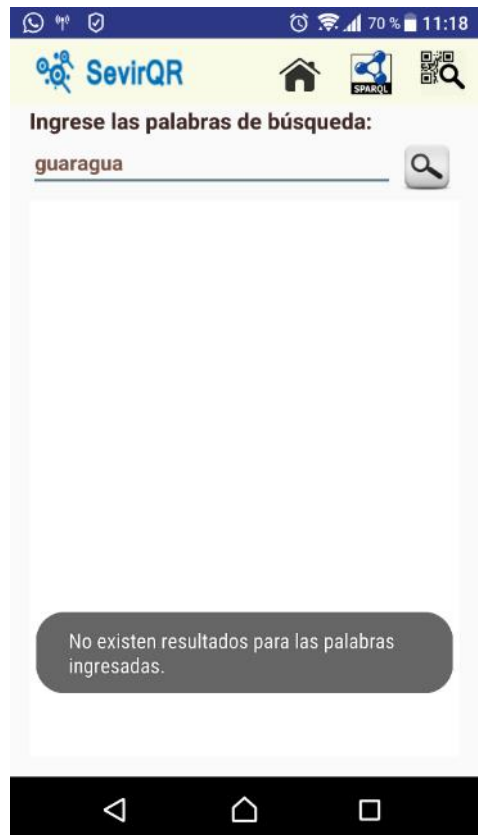 70 % 11:18
SevirQR
SPARQL
Ingrese las palabras de búsqueda:
guaragua
No existen resultados para las palabras
ingresadas.